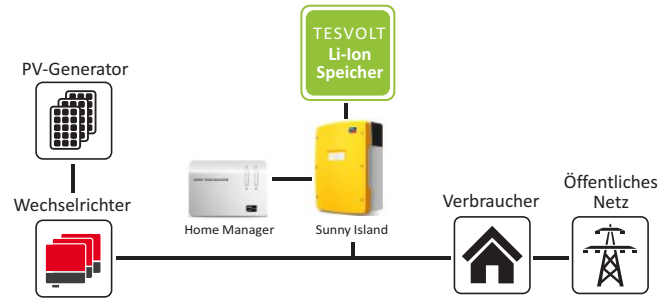 TESVOLT
Li-Ion
Speicher
PV-Generator
Wechselrichter
Home Manager
Sunny Island
Verbraucher
Öffentliches
Netz